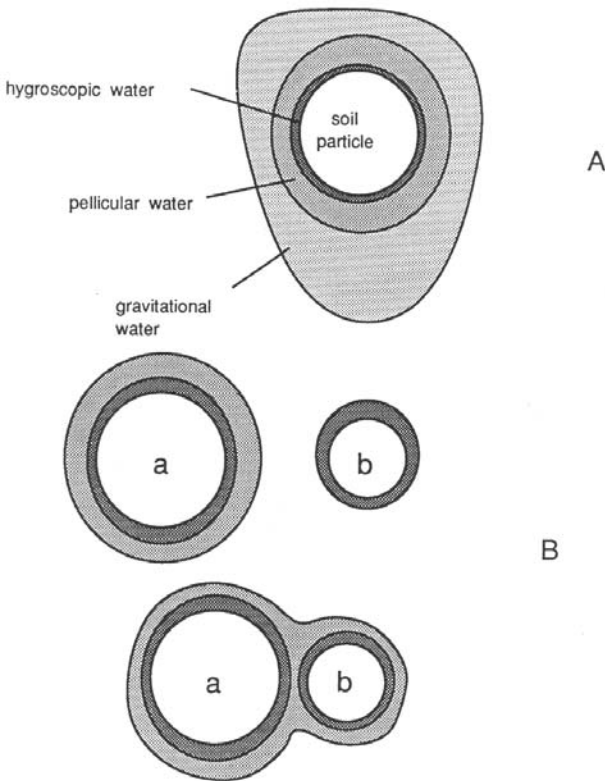 hygroscopic water
soil
particle
A
pellicular water
gravitational
water
a
b
B
a
b